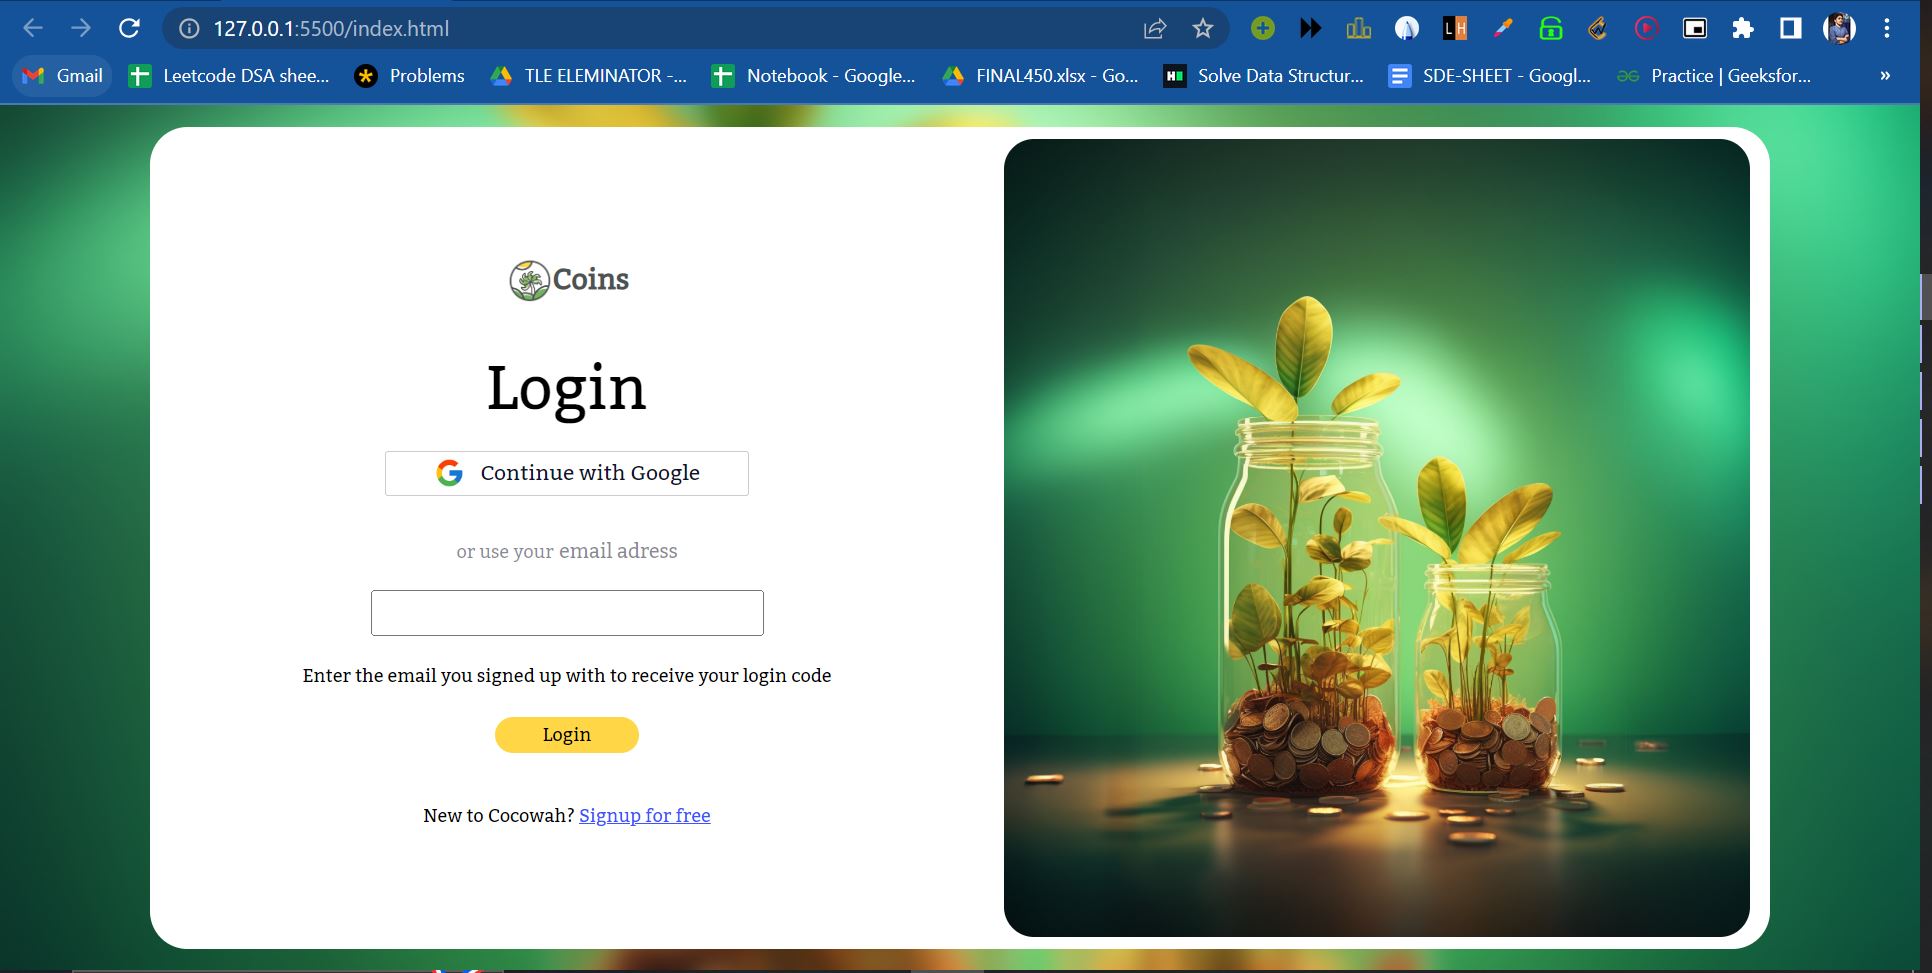 127.0.0.1:5500/index.html
Gmail
Leetcode DSA shee...
Problems
TLE ELEMINATOR -...
Notebook - Google...
FINAL450.xlsx - Go...
Solve Data Structur...
SDE-SHEET - Googl...
Practice | Geeksfor...
»
Coins
Login
Continue with Google
or use your email adress
Enter the email you signed up with to receive your login code
Login
New to Cocowah? Signup for free